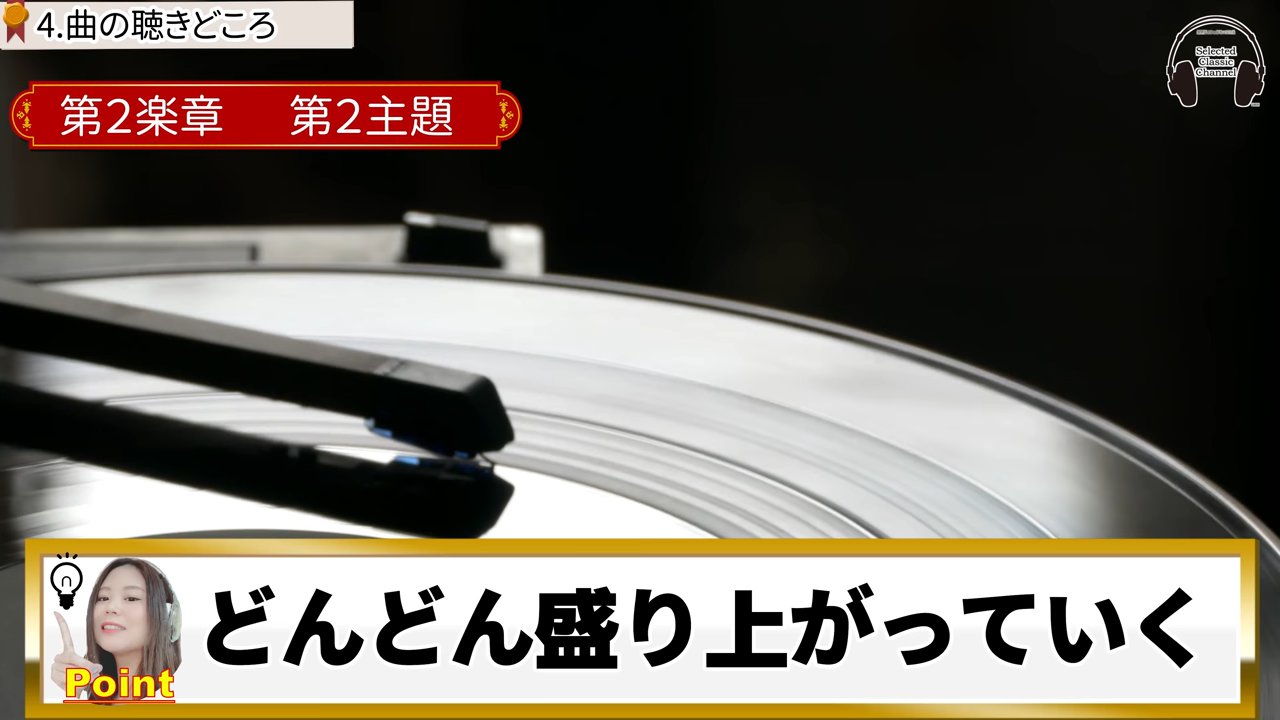 4.曲の聴きどころ
Selected
Classic
Channel
第2楽章　第2主題
どんどん盛り上がっていく
Point